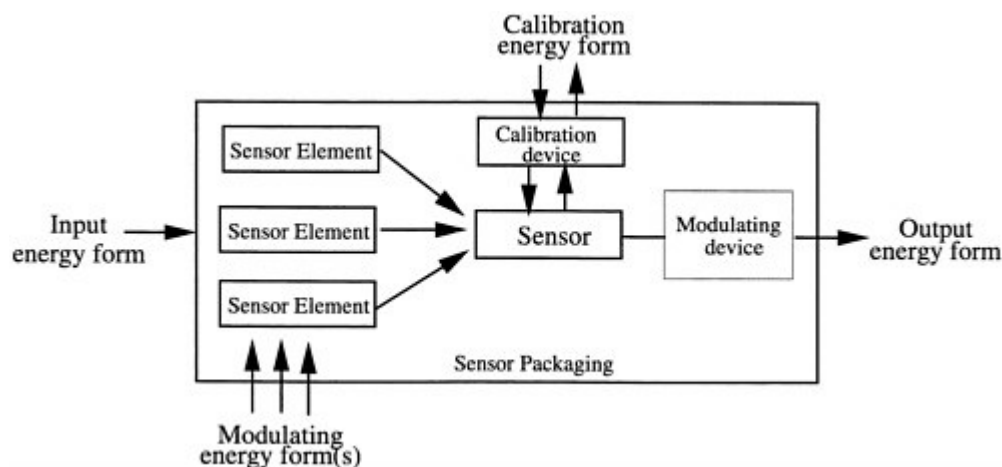 Calibration
energy form
Calibration
device
Sensor Element
Input
energy form
Sensor Element
Sensor
Modulating
device
Output
energy form
Sensor Element
Sensor Packaging
Modulating
energy form(s)